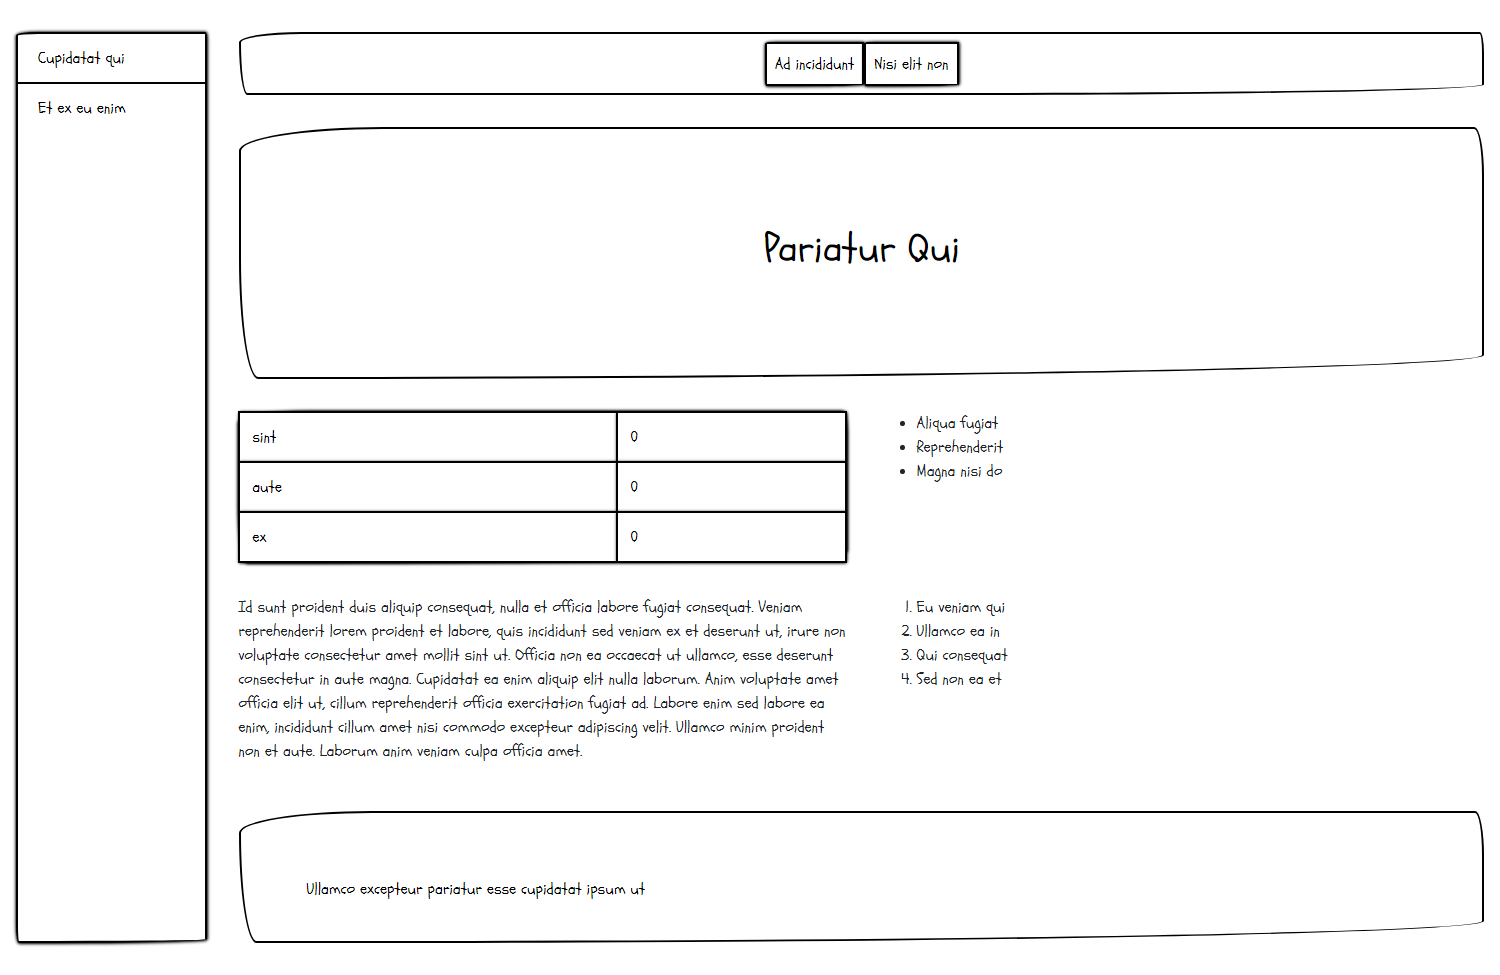 Cupidatat qui
Et ex eu enim
Ad incididunt
Nisi elit non
Pariatur Qui
sint 0
aute 0
ex 0
• Aliqua fugiat
• Reprehenderit
• Magna nisi do
Id sunt proident duis aliquip consequat, nulla et officia labore fugiat consequat. Veniam
reprehenderit lorem proident et labore, quis incididunt sed veniam ex et deserunt ut, irure non
voluptate consectetur amet mollit sint ut. Officia non ea occaecat ut ullamco, esse deserunt
consectetur in aute magna. Cupidatat ea enim aliquip elit nulla laborum. Anim voluptate amet
officia elit ut, cillum reprehenderit officia exercitation fugiat ad. Labore enim sed labore ea
enim, incididunt cillum amet nisi commodo excepteur adipiscing velit. Ullamco minim proident
non et aute. Laborum anim veniam culpa officia amet.
1. Eu veniam qui
2. Ullamco ea in
3. Qui consequat
4. Sed non ea et
Ullamco excepteur pariatur esse cupidatat ipsum ut